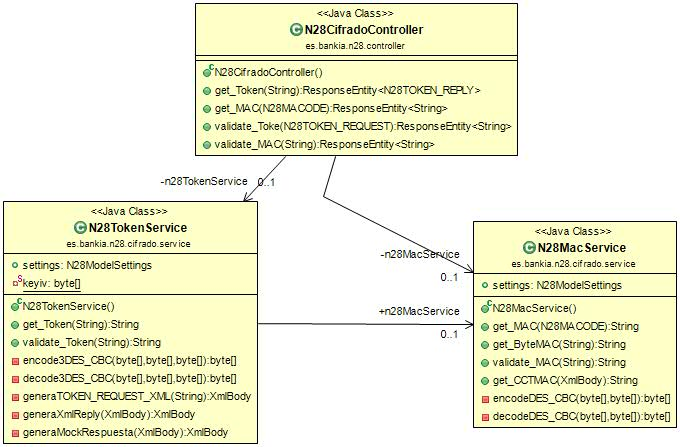 <<Java Class>>
N28CifradoController
es.bankia.n28.controller
N28CifradoController()
get_Token(String):ResponseEntity<N28TOKEN_REPLY>
get_MAC(N28MACODE):ResponseEntity<String>
validate_Toke(N28TOKEN_REQUEST):ResponseEntity<String>
validate_MAC(String):ResponseEntity<String>
-n28TokenService
0..1
<<Java Class>>
N28TokenService
es.bankia.n28.cifrado.service
settings: N28ModelSettings
keyiv: byte[]
N28TokenService()
get_Token(String):String
validate_Token(String):String
encode3DES_CBC(byte[],byte[],byte[]):byte[]
decode3DES_CBC(byte[],byte[],byte[]):byte[]
generaTOKEN_REQUEST_XML(String):XmlBody
generaXmlReply(XmlBody):XmlBody
generaMockRespuesta(XmlBody):XmlBody
-n28MacService
0..1
+n28MacService
0..1
<<Java Class>>
N28MacService
es.bankia.n28.cifrado.service
settings: N28ModelSettings
N28MacService()
get_MAC(N28MACODE):String
get_ByteMAC(String):String
validate_MAC(String):String
get_CCTMAC(XmlBody):String
encodeDES_CBC(byte[],byte[]):byte[]
decodeDES_CBC(byte[],byte[]):byte[]